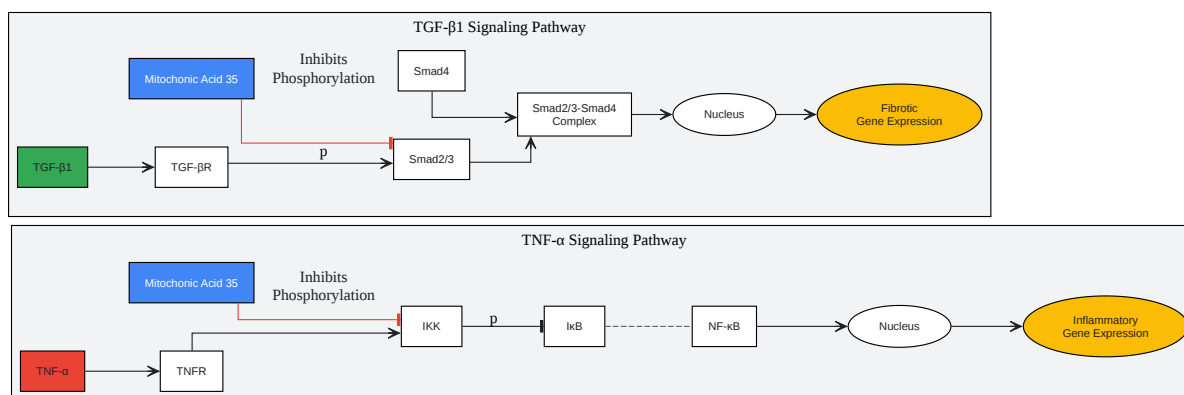 TGF-β1 Signaling Pathway
Inhibits
Phosphorylation
Mitochonic Acid 35
Smad4
Smad2/3-Smad4
Complex
Nucleus
Fibrotic
Gene Expression
TGF-β1
TGF-βR
p
Smad2/3
TNF-α Signaling Pathway
Inhibits
Phosphorylation
Mitochonic Acid 35
IKK
p
IκB
NF-κB
Nucleus
Inflammatory
Gene Expression
TNF-α
TNFR